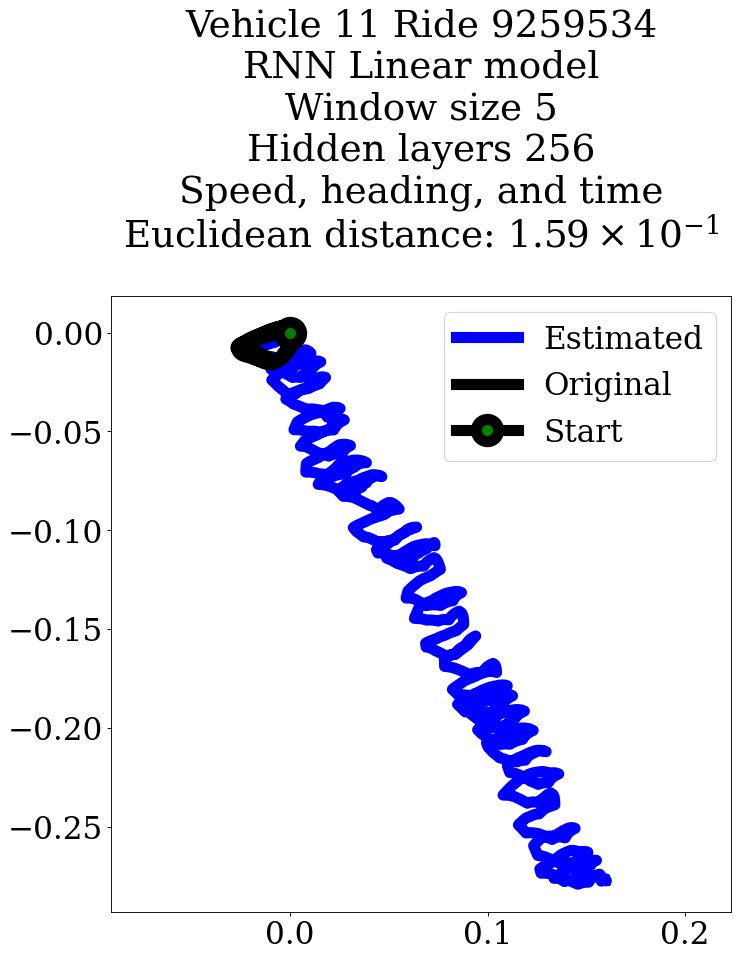 Vehicle 11 Ride 9259534
RNN Linear model
Window size 5
Hidden layers 256
Speed, heading, and time
Euclidean distance: 1.59 × 10⁻¹
Estimated
Original
Start
0.00
−0.05
−0.10
−0.15
−0.20
−0.25
0.0 0.1 0.2